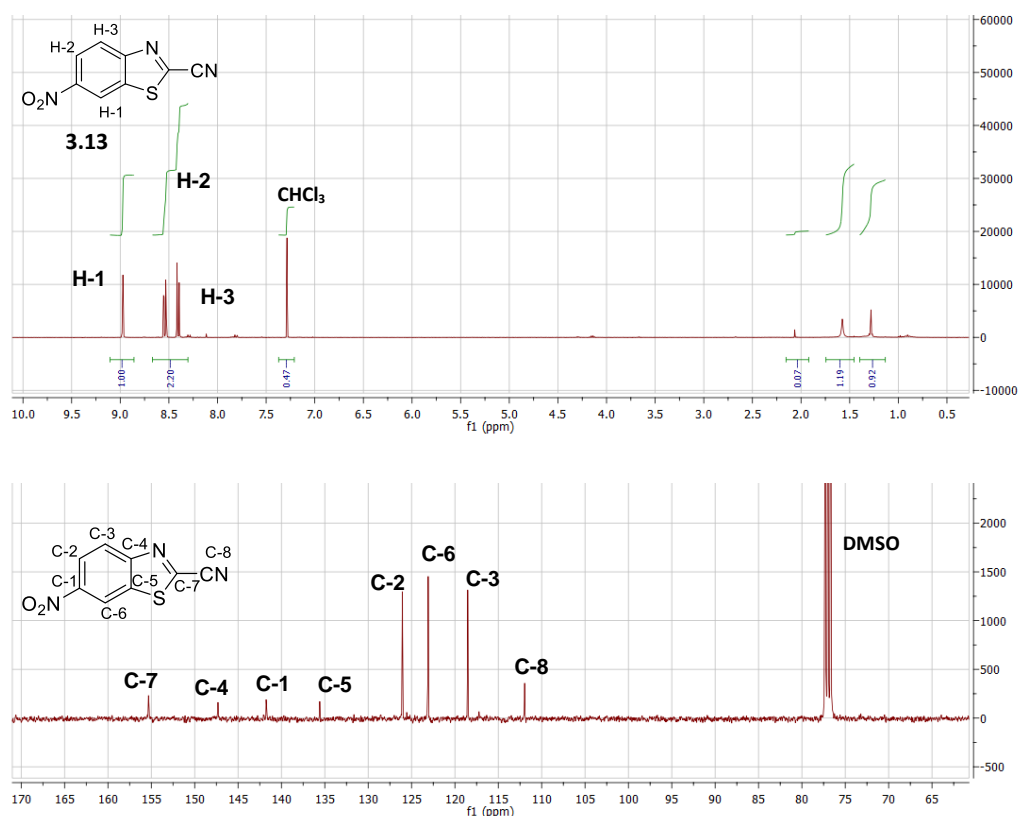 60000
50000
40000
30000
20000
10000
0
-10000
H-3
H-2
N
CN
S
O2N
H-1
3.13
H-2
CHCl3
H-1
H-3
1.00
2.20
0.47
0.07
1.19
0.92
10.0 9.5 9.0 8.5 8.0 7.5 7.0 6.5 6.0 5.5 5.0 4.5 4.0 3.5 3.0 2.5 2.0 1.5 1.0 0.5
f1 (ppm)
2000
1500
1000
500
0
-500
C-3
C-2
C-4
N
C-8
CN
C-1
C-5
C-7
S
O2N
C-6
DMSO
C-6
C-2
C-3
C-8
C-7
C-4
C-1
C-5
170 165 160 155 150 145 140 135 130 125 120 115 110 105 100 95 90 85 80 75 70 65
f1 (ppm)